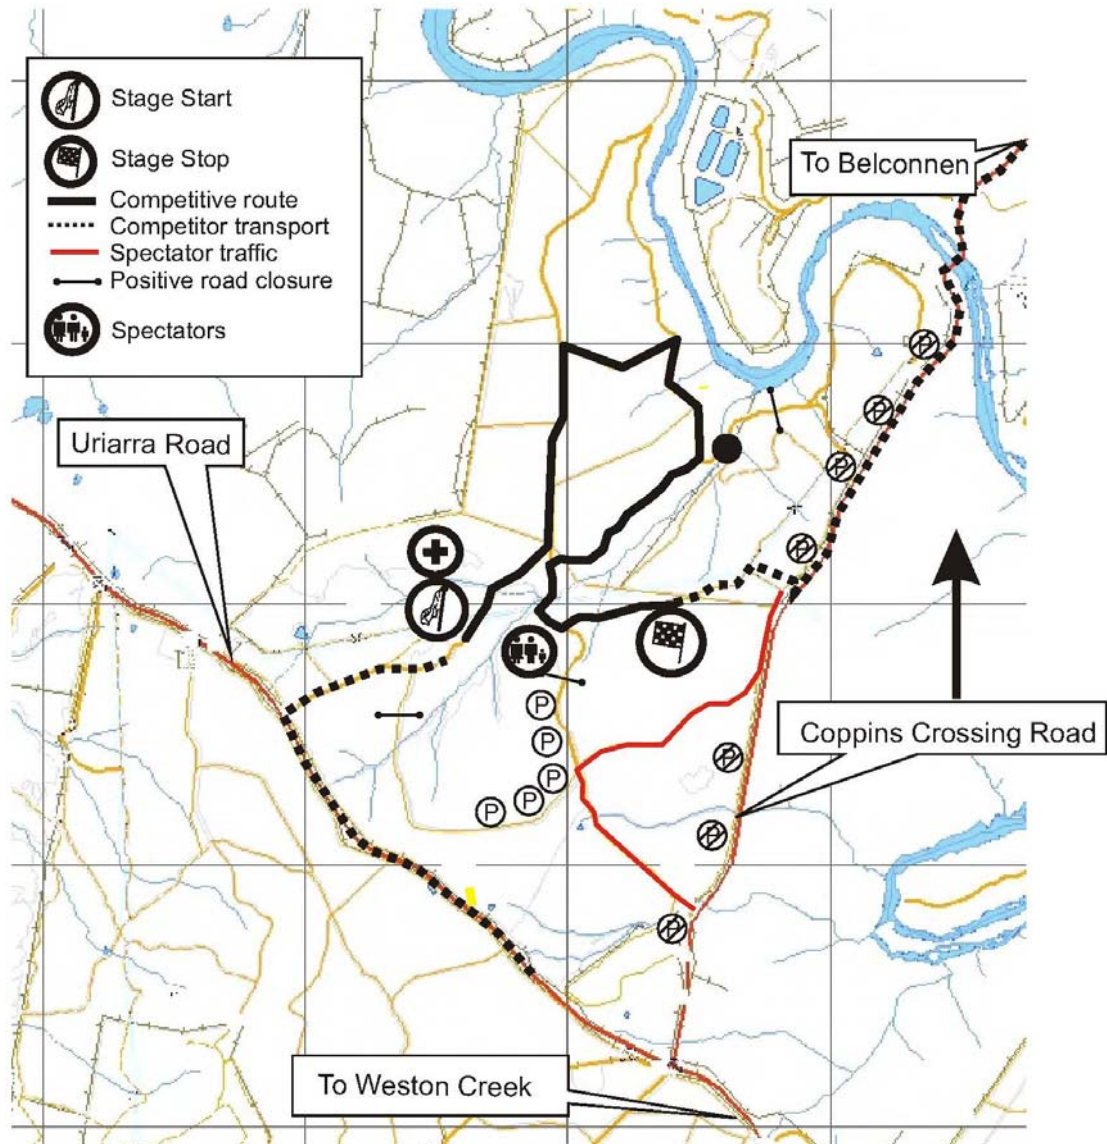 Stage Start
Stage Stop
Competitive route
Competitor transport
Spectator traffic
Positive road closure
Spectators
To Belconnen
Uriarra Road
P
P
P
P
Coppins Crossing Road
P
P
P
P
P
P
P
P
P
To Weston Creek